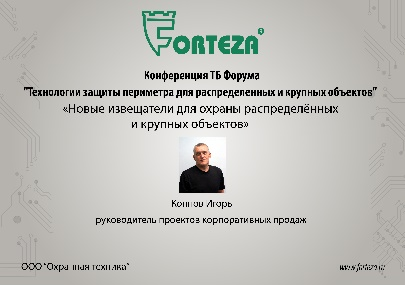 FORTEZA
Конференция ТБ Форума
"Технологии защиты периметра для распределенных и крупных объектов"
«Новые извещатели для охраны распределённых
и крупных объектов»
Коппов Игорь
руководитель проектов корпоративных продаж
ООО "Охранная техника"
www.forteza.ru